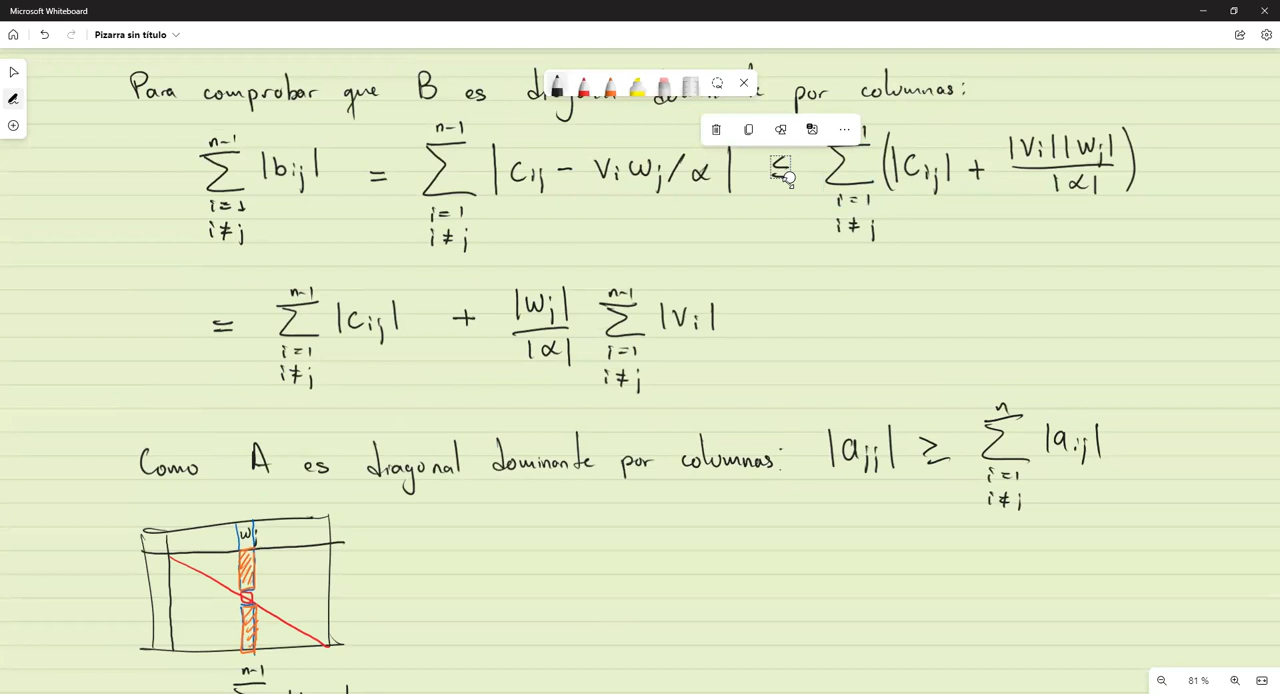 Microsoft Whiteboard
Pizarra sin título
Para comprobar que B es por columnas:
n-1 ∑ i=1 i≠j |bij| = n-1 ∑ i=1 i≠j |cij - viwj/α| ≤ ∑ i=1 i≠j (|cij| + |vi||wj|/|α|)
= n-1 ∑ i=1 i≠j |cij| + |wj|/|α| n-1 ∑ i=1 i≠j |vi|
Como A es diagonal dominante por columnas: |ajj| ≥ n ∑ i=1 i≠j |aij|
wj
n-1
81 %